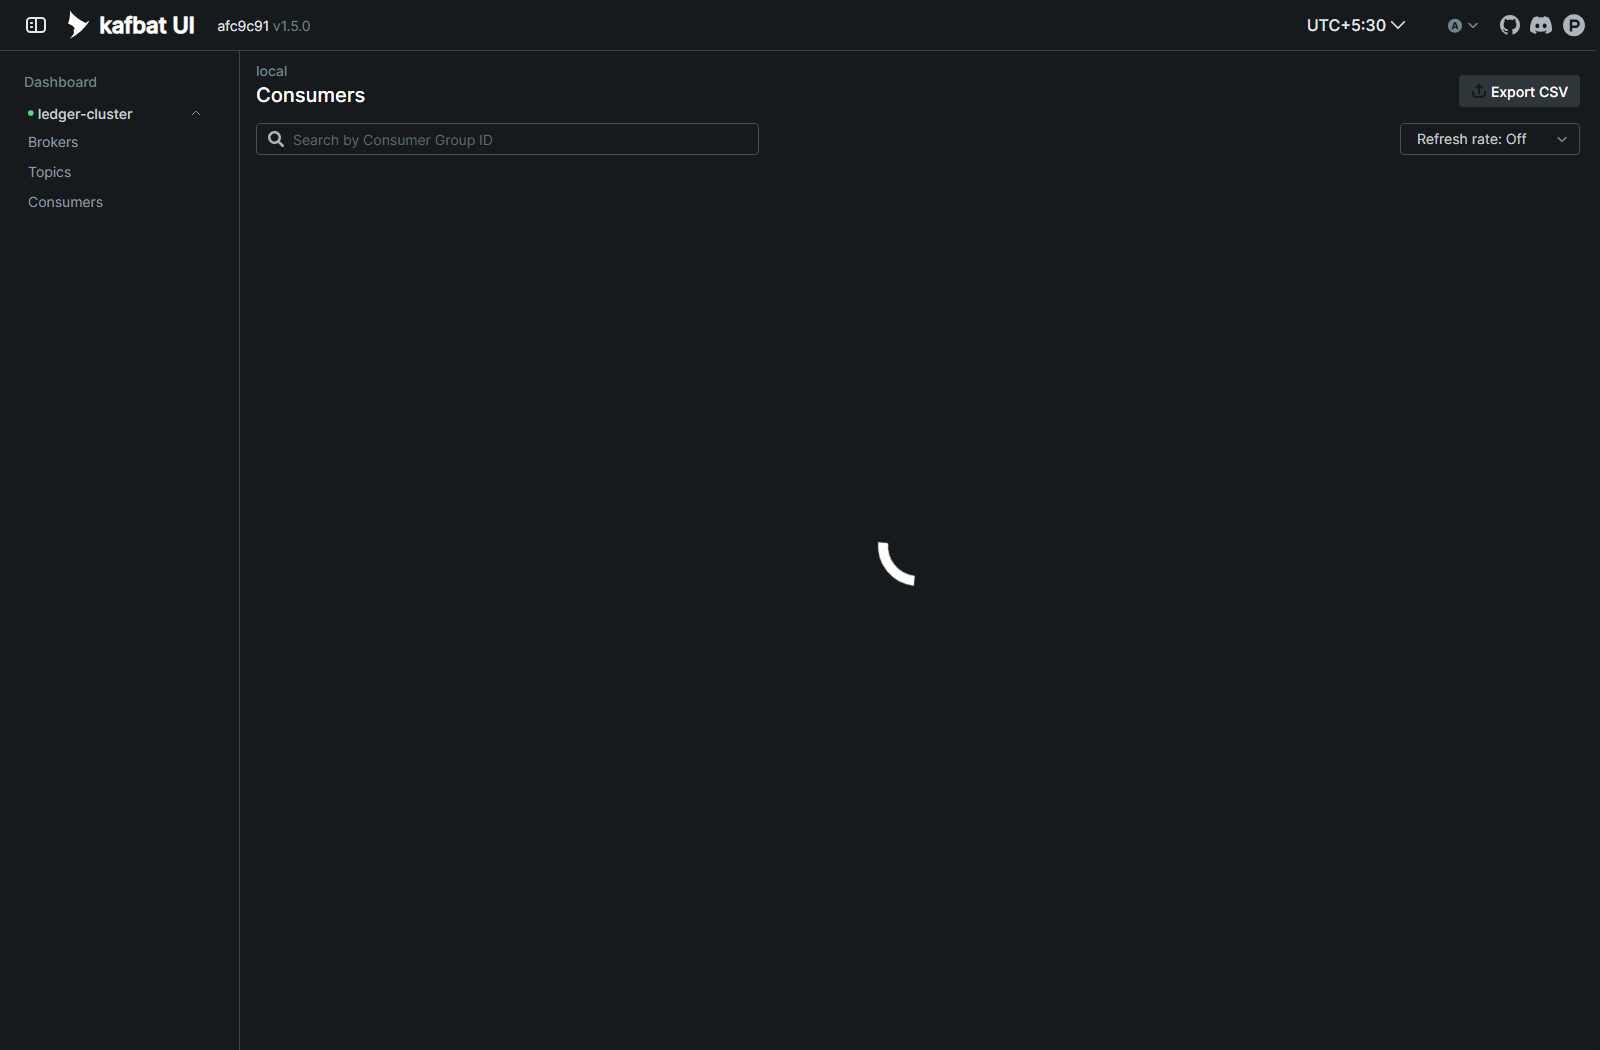 kafbat UI afc9c91 v1.5.0
UTC+5:30
A
P
Dashboard
ledger-cluster
Brokers
Topics
Consumers
local
Consumers
Export CSV
Search by Consumer Group ID
Refresh rate: Off